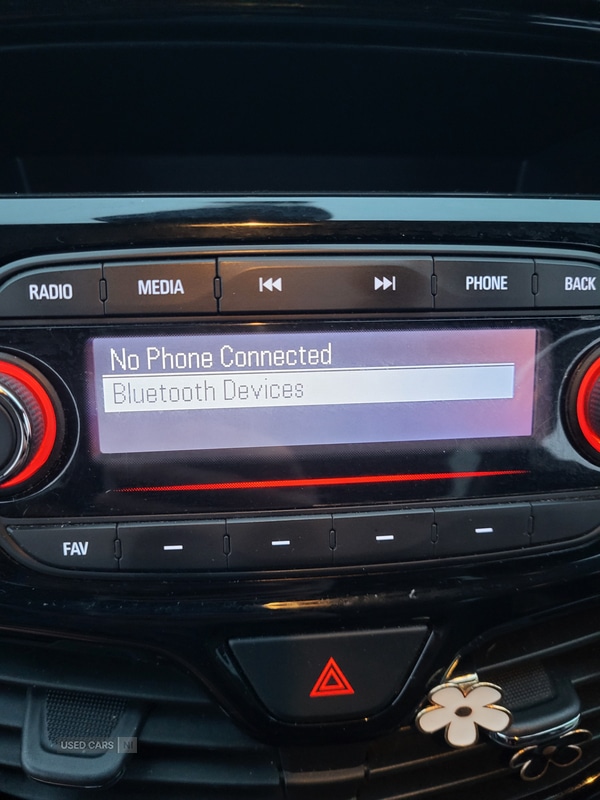 RADIO MEDIA PHONE BACK
No Phone Connected
Bluetooth Devices
FAV
USED CARS NI